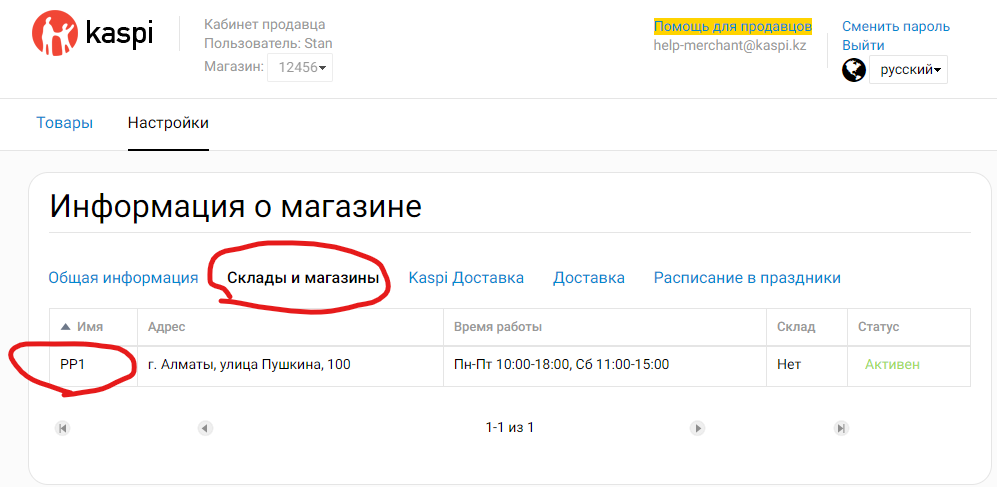 kaspi
Кабинет продавца
Пользователь: Stan
Магазин: 12456
Помощь для продавцов
help-merchant@kaspi.kz
Сменить пароль
Выйти
русский
Товары Настройки
Информация о магазине
Общая информация Склады и магазины Kaspi Доставка Доставка Расписание в праздники
Имя Адрес Время работы Склад Статус
PP1 г. Алматы, улица Пушкина, 100 Пн-Пт 10:00-18:00, Сб 11:00-15:00 Нет Активен
1-1 из 1